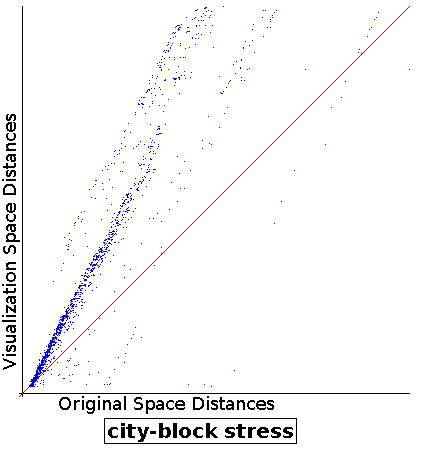 Visualization Space Distances
Original Space Distances
city-block stress